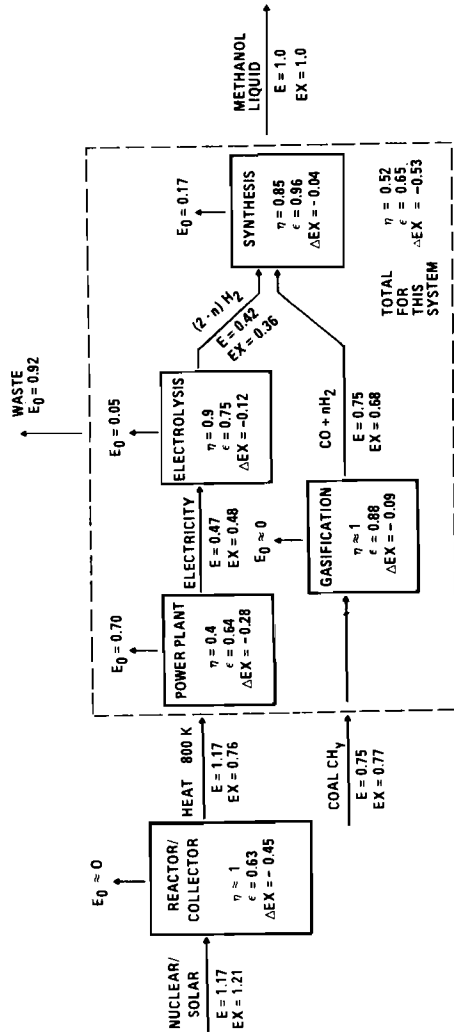 NUCLEAR/
SOLAR
E = 1.17
EX = 1.21
E₀ ≈ 0
REACTOR/
COLLECTOR
η ≈ 1
ε = 0.63
ΔEX = − 0.45
HEAT 800 K
E = 1.17
EX = 0.76
COAL CHy
E = 0.75
EX = 0.77
E₀ = 0.70
POWER PLANT
η = 0.4
ε = 0.64
ΔEX = −0.28
ELECTRICITY
E = 0.47
EX = 0.48
E₀ ≈ 0
GASIFICATION
η ≈ 1
ε = 0.88
ΔEX = − 0.09
WASTE
E₀ = 0.92
E₀ = 0.05
ELECTROLYSIS
η = 0.9
ε = 0.75
ΔEX = −0.12
(2 - n) H₂
E = 0.42
EX = 0.36
CO + nH₂
E = 0.75
EX = 0.68
E₀ = 0.17
SYNTHESIS
η = 0.85
ε = 0.96
ΔEX = − 0.04
TOTAL
FOR
THIS
SYSTEM
η = 0.52
ε = 0.65
ΔEX = −0.53
METHANOL
LIQUID
E = 1.0
EX = 1.0